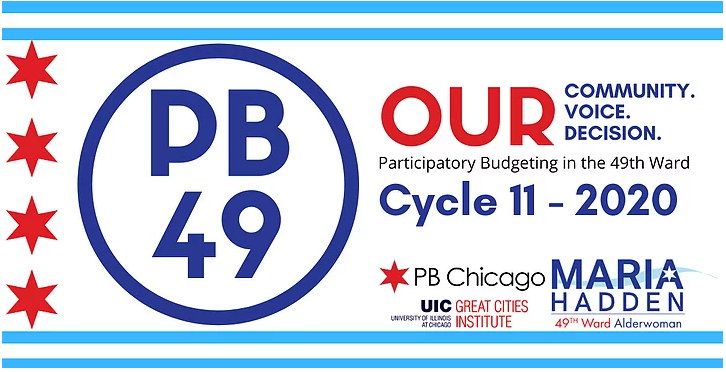 PB
49
OUR
COMMUNITY.
VOICE.
DECISION.
Participatory Budgeting in the 49th Ward
Cycle 11 - 2020
PB Chicago
UIC
UNIVERSITY OF ILLINOIS
AT CHICAGO
GREAT CITIES
INSTITUTE
MARIA
HADDEN
49TH Ward Alderwoman